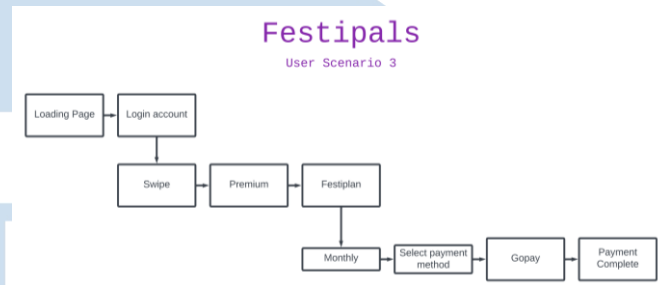 Festipals
User Scenario 3
Loading Page
Login account
Swipe
Premium
Festiplan
Monthly
Select payment
method
Gopay
Payment
Complete